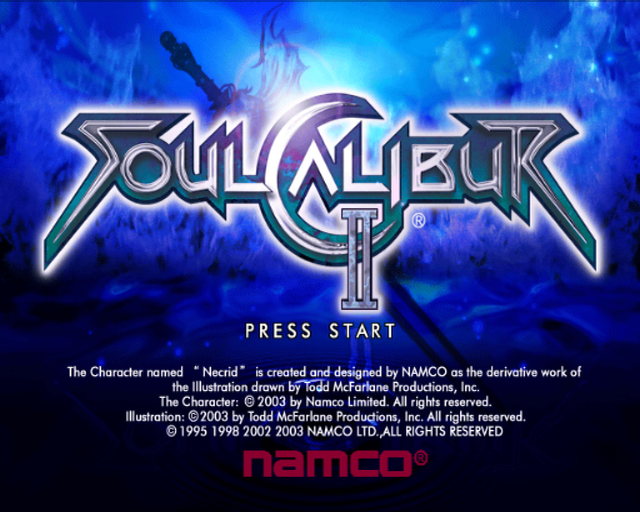 SOULCALIBUR®
II
PRESS START
The Character named “Necrid” is created and designed by NAMCO as the derivative work of
the Illustration drawn by Todd McFarlane Productions, Inc.
The Character: © 2003 by Namco Limited. All rights reserved.
Illustration: ©2003 by Todd McFarlane Productions, Inc. All rights reserved.
© 1995 1998 2002 2003 NAMCO LTD.,ALL RIGHTS RESERVED
namco®